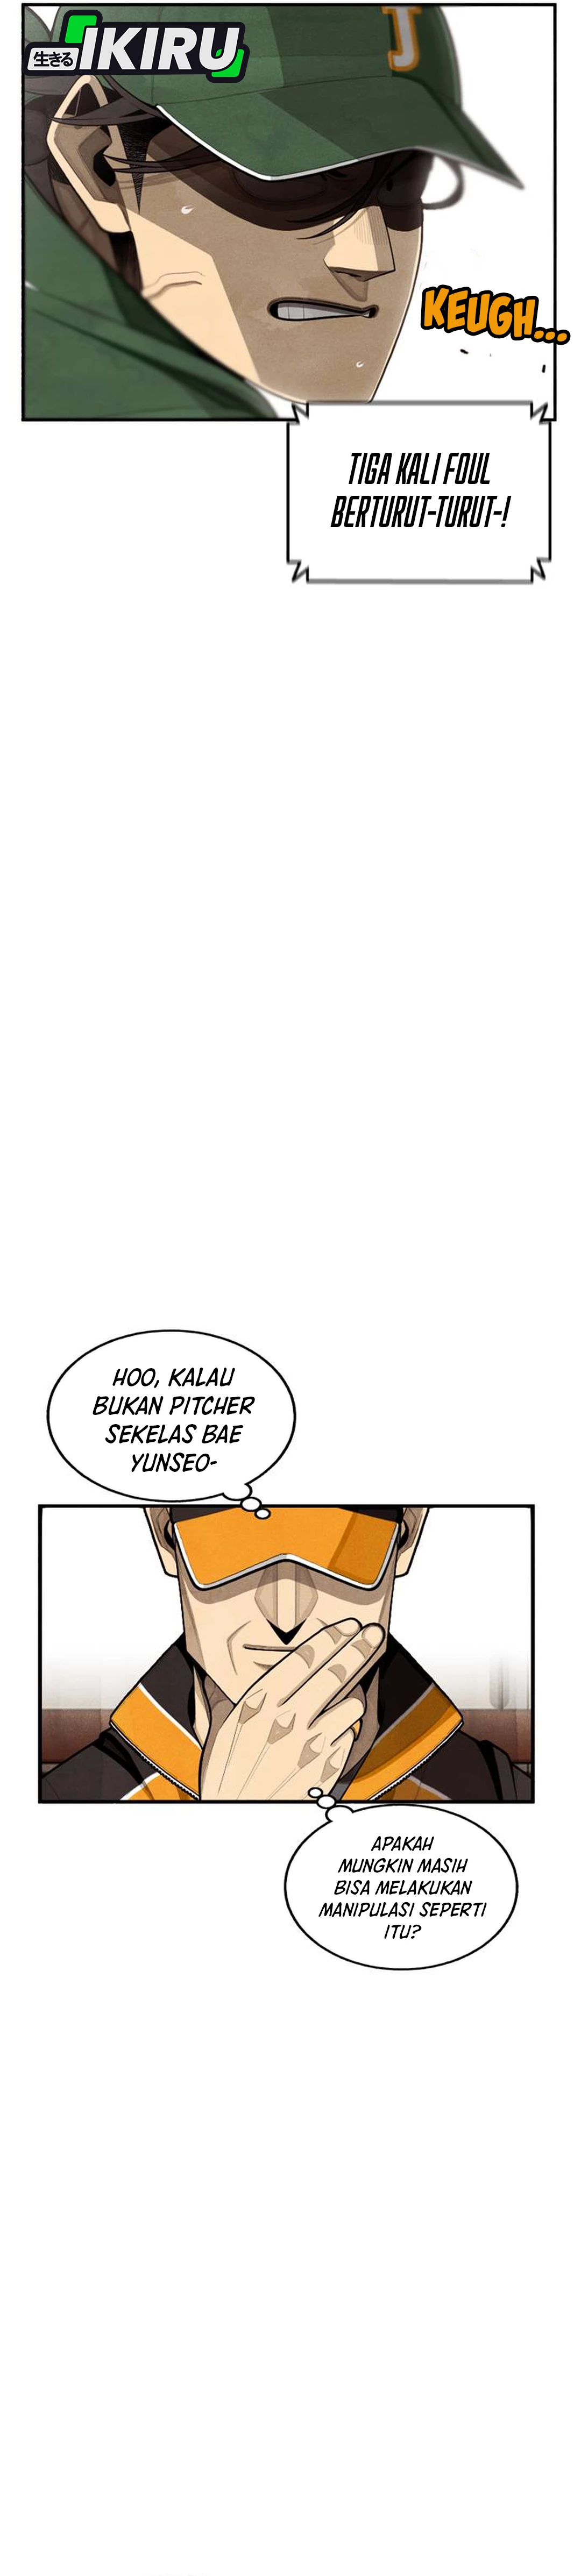 生きる IKIRU
KEUGH...
TIGA KALI FOUL
BERTURUT-TURUT-!
HOO, KALAU
BUKAN PITCHER
SEKELAS BAE
YUNSEO-
APAKAH
MUNGKIN MASIH
BISA MELAKUKAN
MANIPULASI SEPERTI
ITU?